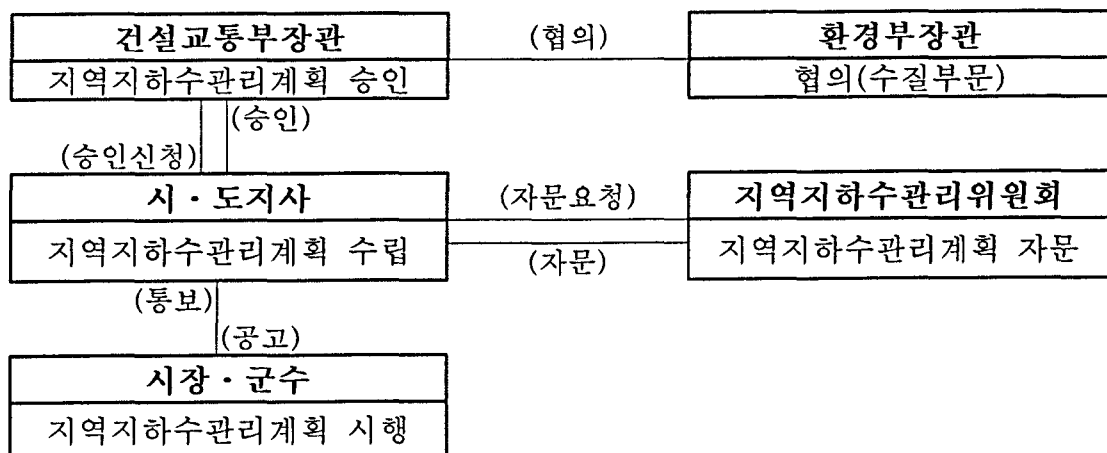 건설교통부장관 (협의) 환경부장관
지역지하수관리계획 승인 협의(수질부문)
(승인)
(승인신청)
시·도지사 (자문요청) 지역지하수관리위원회
지역지하수관리계획 수립 (자문) 지역지하수관리계획 자문
(통보)
(공고)
시장·군수
지역지하수관리계획 시행